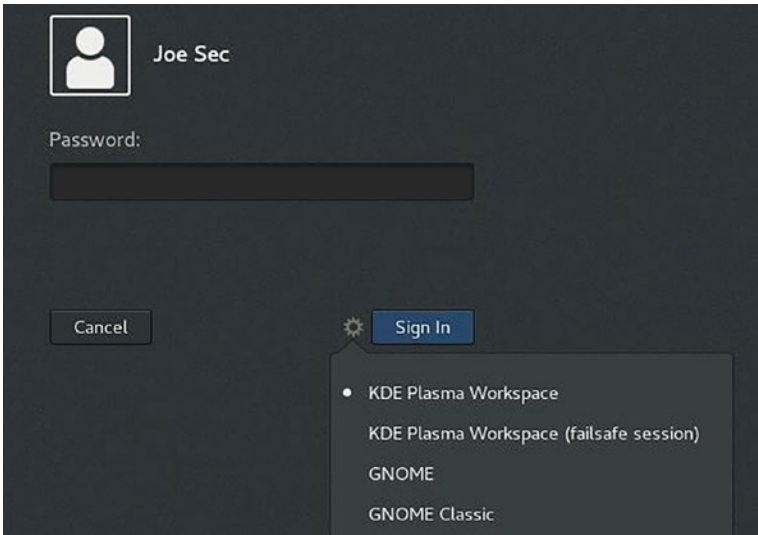 Joe Sec
Password:
Cancel
Sign In
KDE Plasma Workspace
KDE Plasma Workspace (failsafe session)
GNOME
GNOME Classic